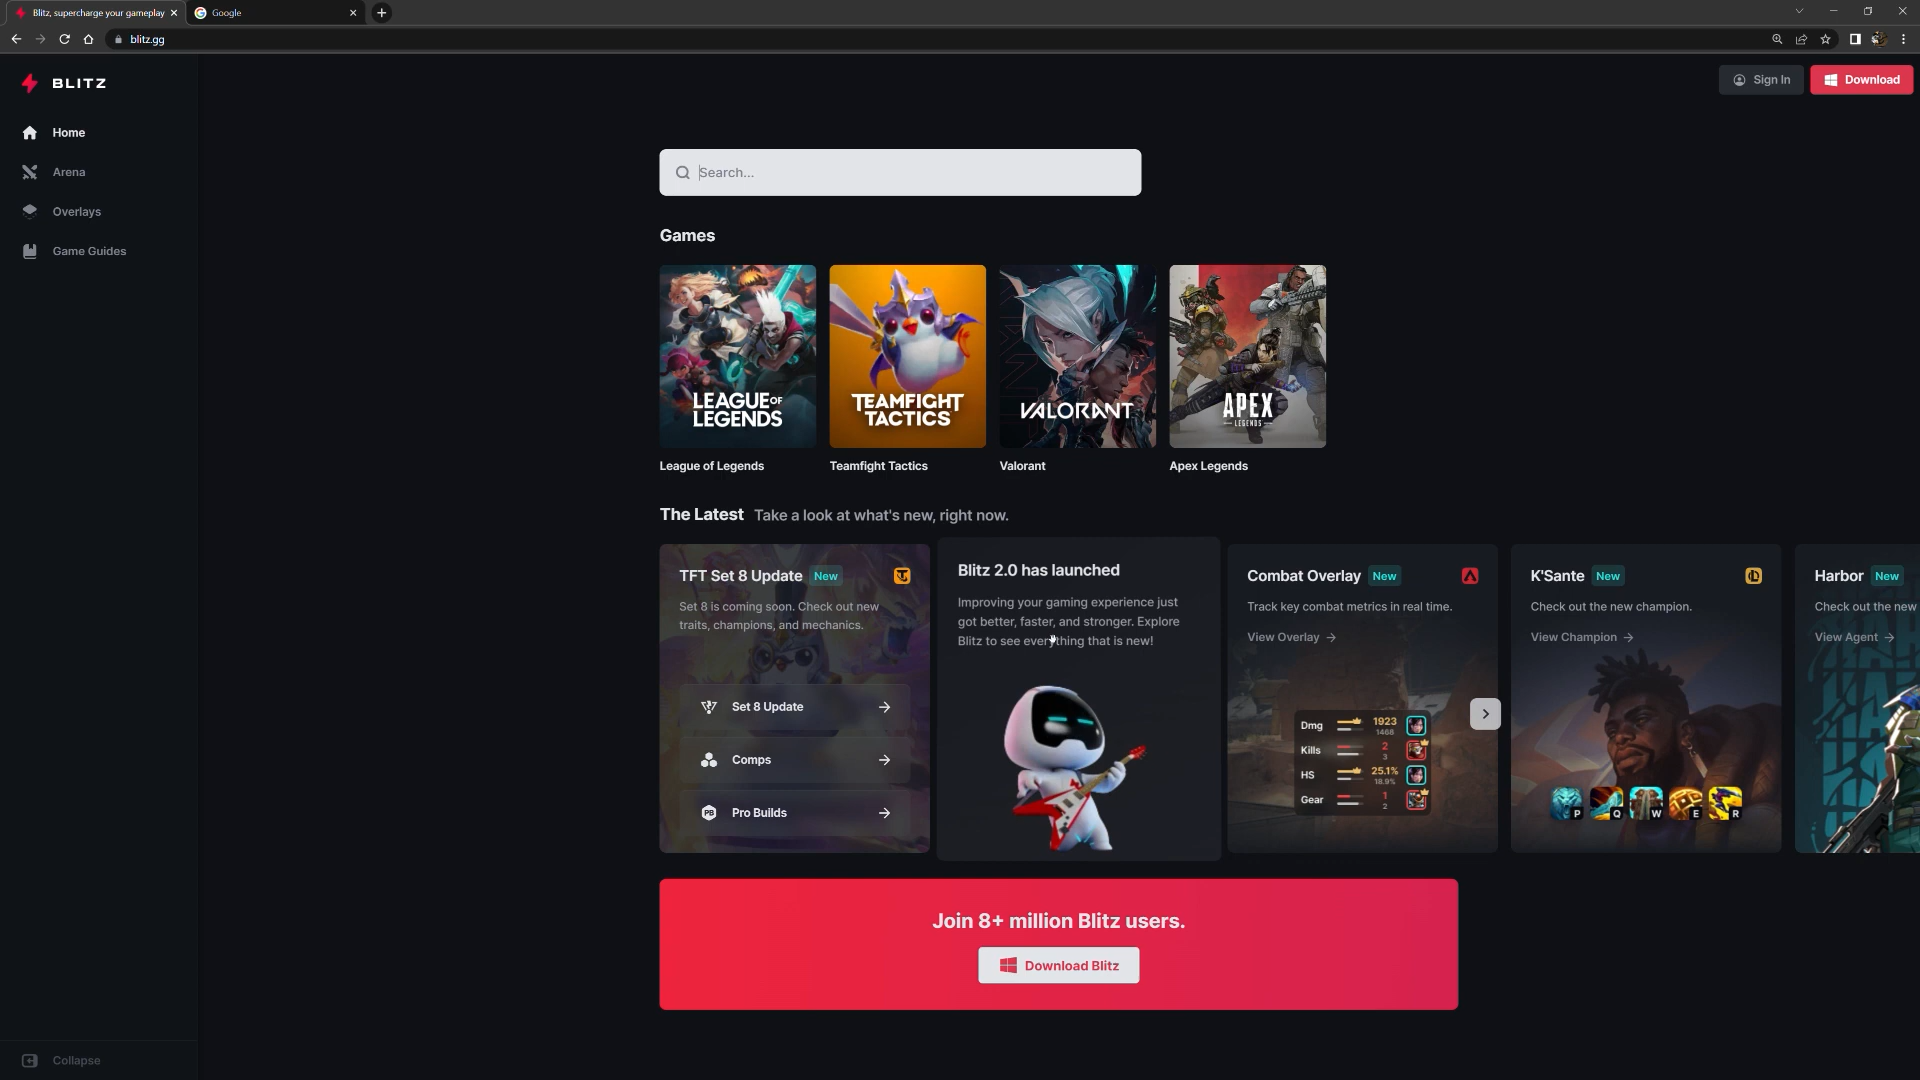 Blitz, supercharge your gameplay
Google
blitz.gg
BLITZ
Sign In
Download
Home
Arena
Overlays
Game Guides
Search...
Games
LEAGUE OF
LEGENDS
TEAMFIGHT
TACTICS
VALORANT
APEX
LEGENDS
League of Legends
Teamfight Tactics
Valorant
Apex Legends
The Latest Take a look at what's new, right now.
TFT Set 8 Update New
Set 8 is coming soon. Check out new
traits, champions, and mechanics.
Set 8 Update
Comps
PB Pro Builds
Blitz 2.0 has launched
Improving your gaming experience just
got better, faster, and stronger. Explore
Blitz to see everything that is new!
Combat Overlay New
Track key combat metrics in real time.
View Overlay
Dmg 1923
1468
Kills 2
3
HS 25.1%
18.9%
Gear 1
2
K'Sante New
Check out the new champion.
View Champion
P Q W E R
Harbor New
Check out the new
View Agent
Join 8+ million Blitz users.
Download Blitz
Collapse